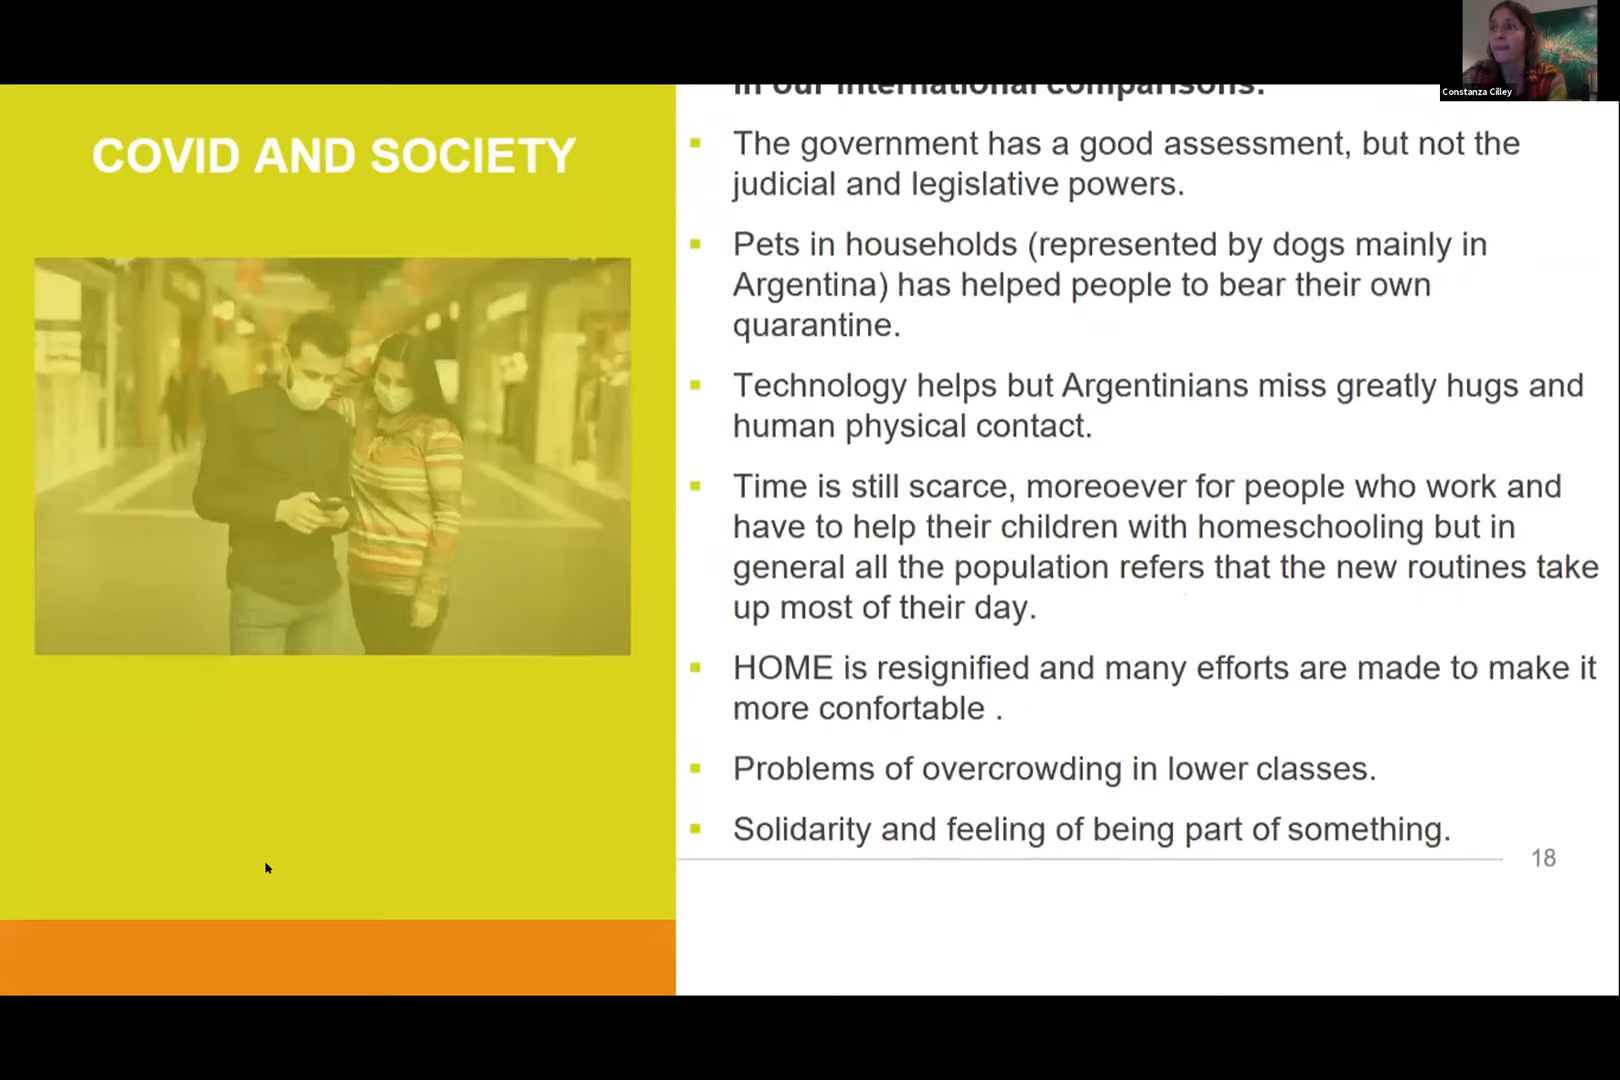 Constanza Cilley
COVID AND SOCIETY
in our international comparisons.
The government has a good assessment, but not the
judicial and legislative powers.
Pets in households (represented by dogs mainly in
Argentina) has helped people to bear their own
quarantine.
Technology helps but Argentinians miss greatly hugs and
human physical contact.
Time is still scarce, moreoever for people who work and
have to help their children with homeschooling but in
general all the population refers that the new routines take
up most of their day.
HOME is resignified and many efforts are made to make it
more confortable .
Problems of overcrowding in lower classes.
Solidarity and feeling of being part of something.
18